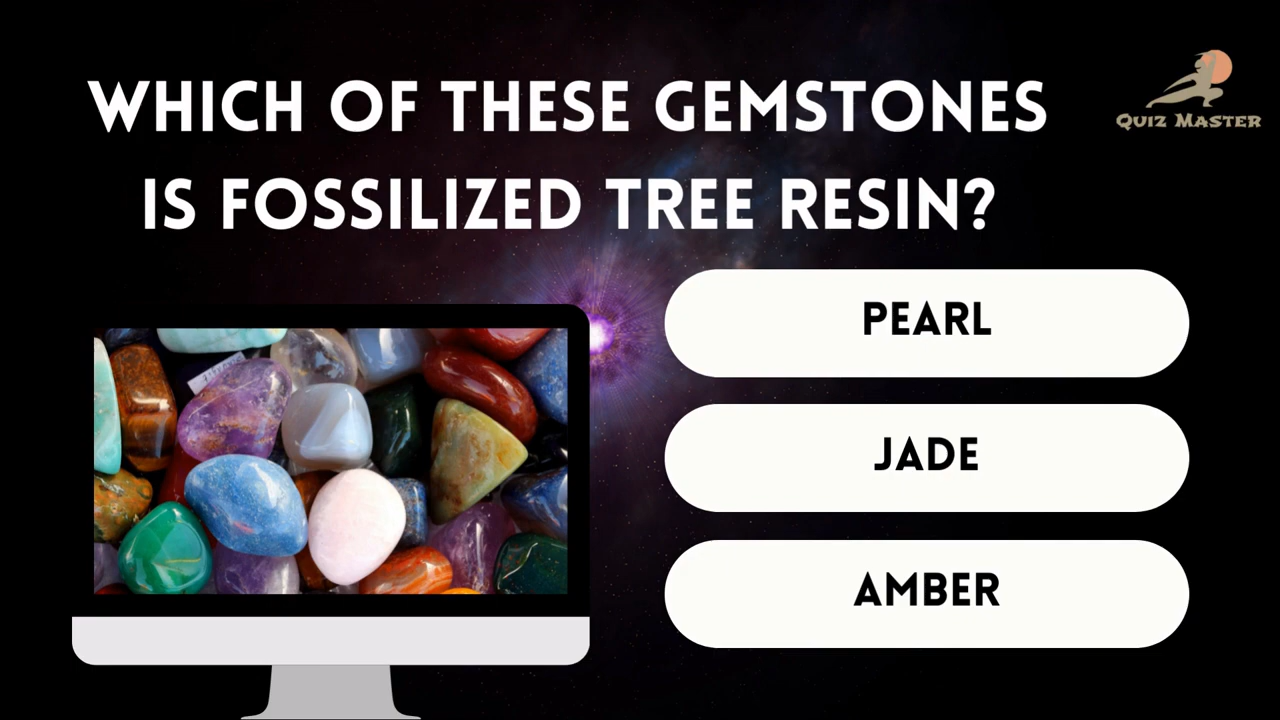 WHICH OF THESE GEMSTONES
IS FOSSILIZED TREE RESIN?
QUIZ MASTER
PEARL
JADE
AMBER